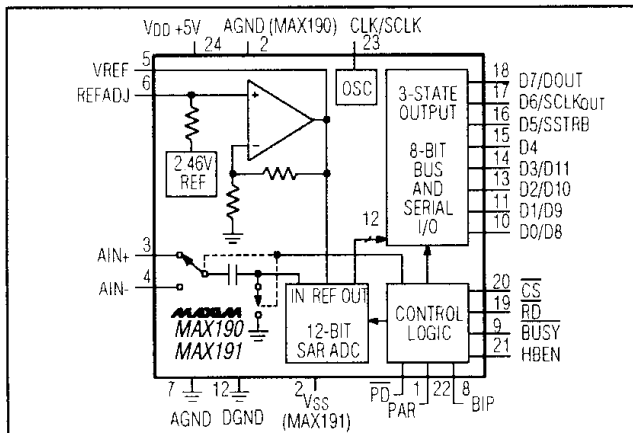 VDD +5V AGND (MAX190) CLK/SCLK
24 2 23
VREF 5
REFADJ 6
OSC
2.46V
REF
+
−
3-STATE
OUTPUT
8-BIT
BUS
AND
SERIAL
I/O
18 D7/DOUT
17 D6/SCLKOUT
16 D5/SSTRB
15 D4
14 D3/D11
13 D2/D10
11 D1/D9
10 D0/D8
12
AIN+ 3
AIN- 4
MAXIM
MAX190
MAX191
IN REF OUT
12-BIT
SAR ADC
CONTROL
LOGIC
20 CS
19 RD
9 BUSY
21 HBEN
7 12 2 1 22 8
AGND DGND VSS PD PAR BIP
(MAX191)